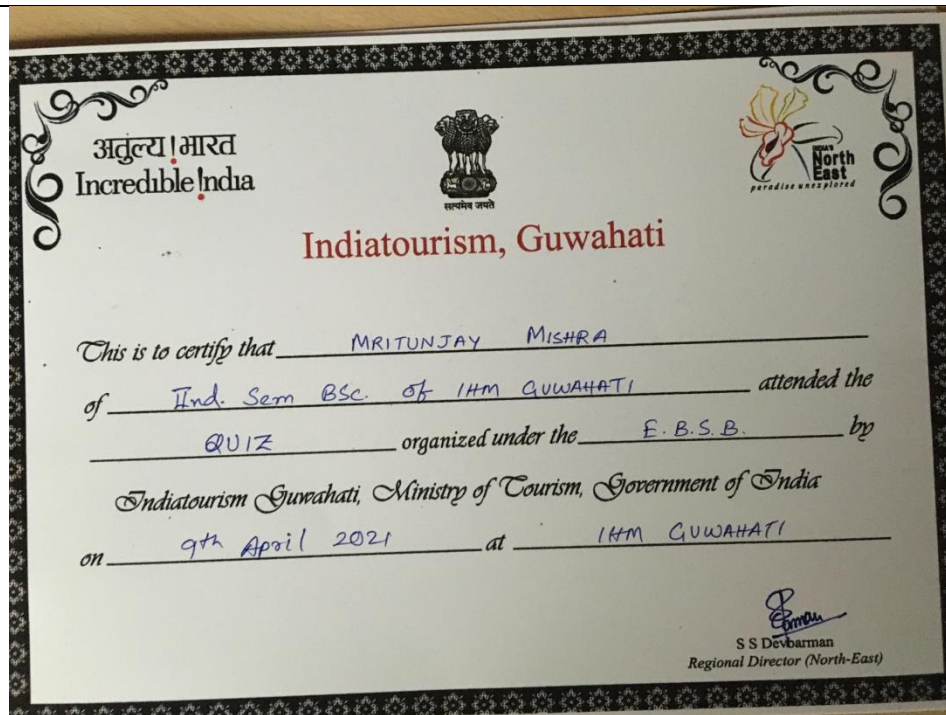 अतुल्य!भारत
Incredible!ndia
सत्यमेव जयते
INDIA'S
North
East
paradise unexplored
Indiatourism, Guwahati
This is to certify that MRITUNJAY MISHRA
of IInd. Sem BSc. of IHM GUWAHATI attended the
QUIZ organized under the E.B.S.B. by
Indiatourism Guwahati, Ministry of Tourism, Government of India
on 9th April 2021 at IHM GUWAHATI
S S Devbarman
Regional Director (North-East)